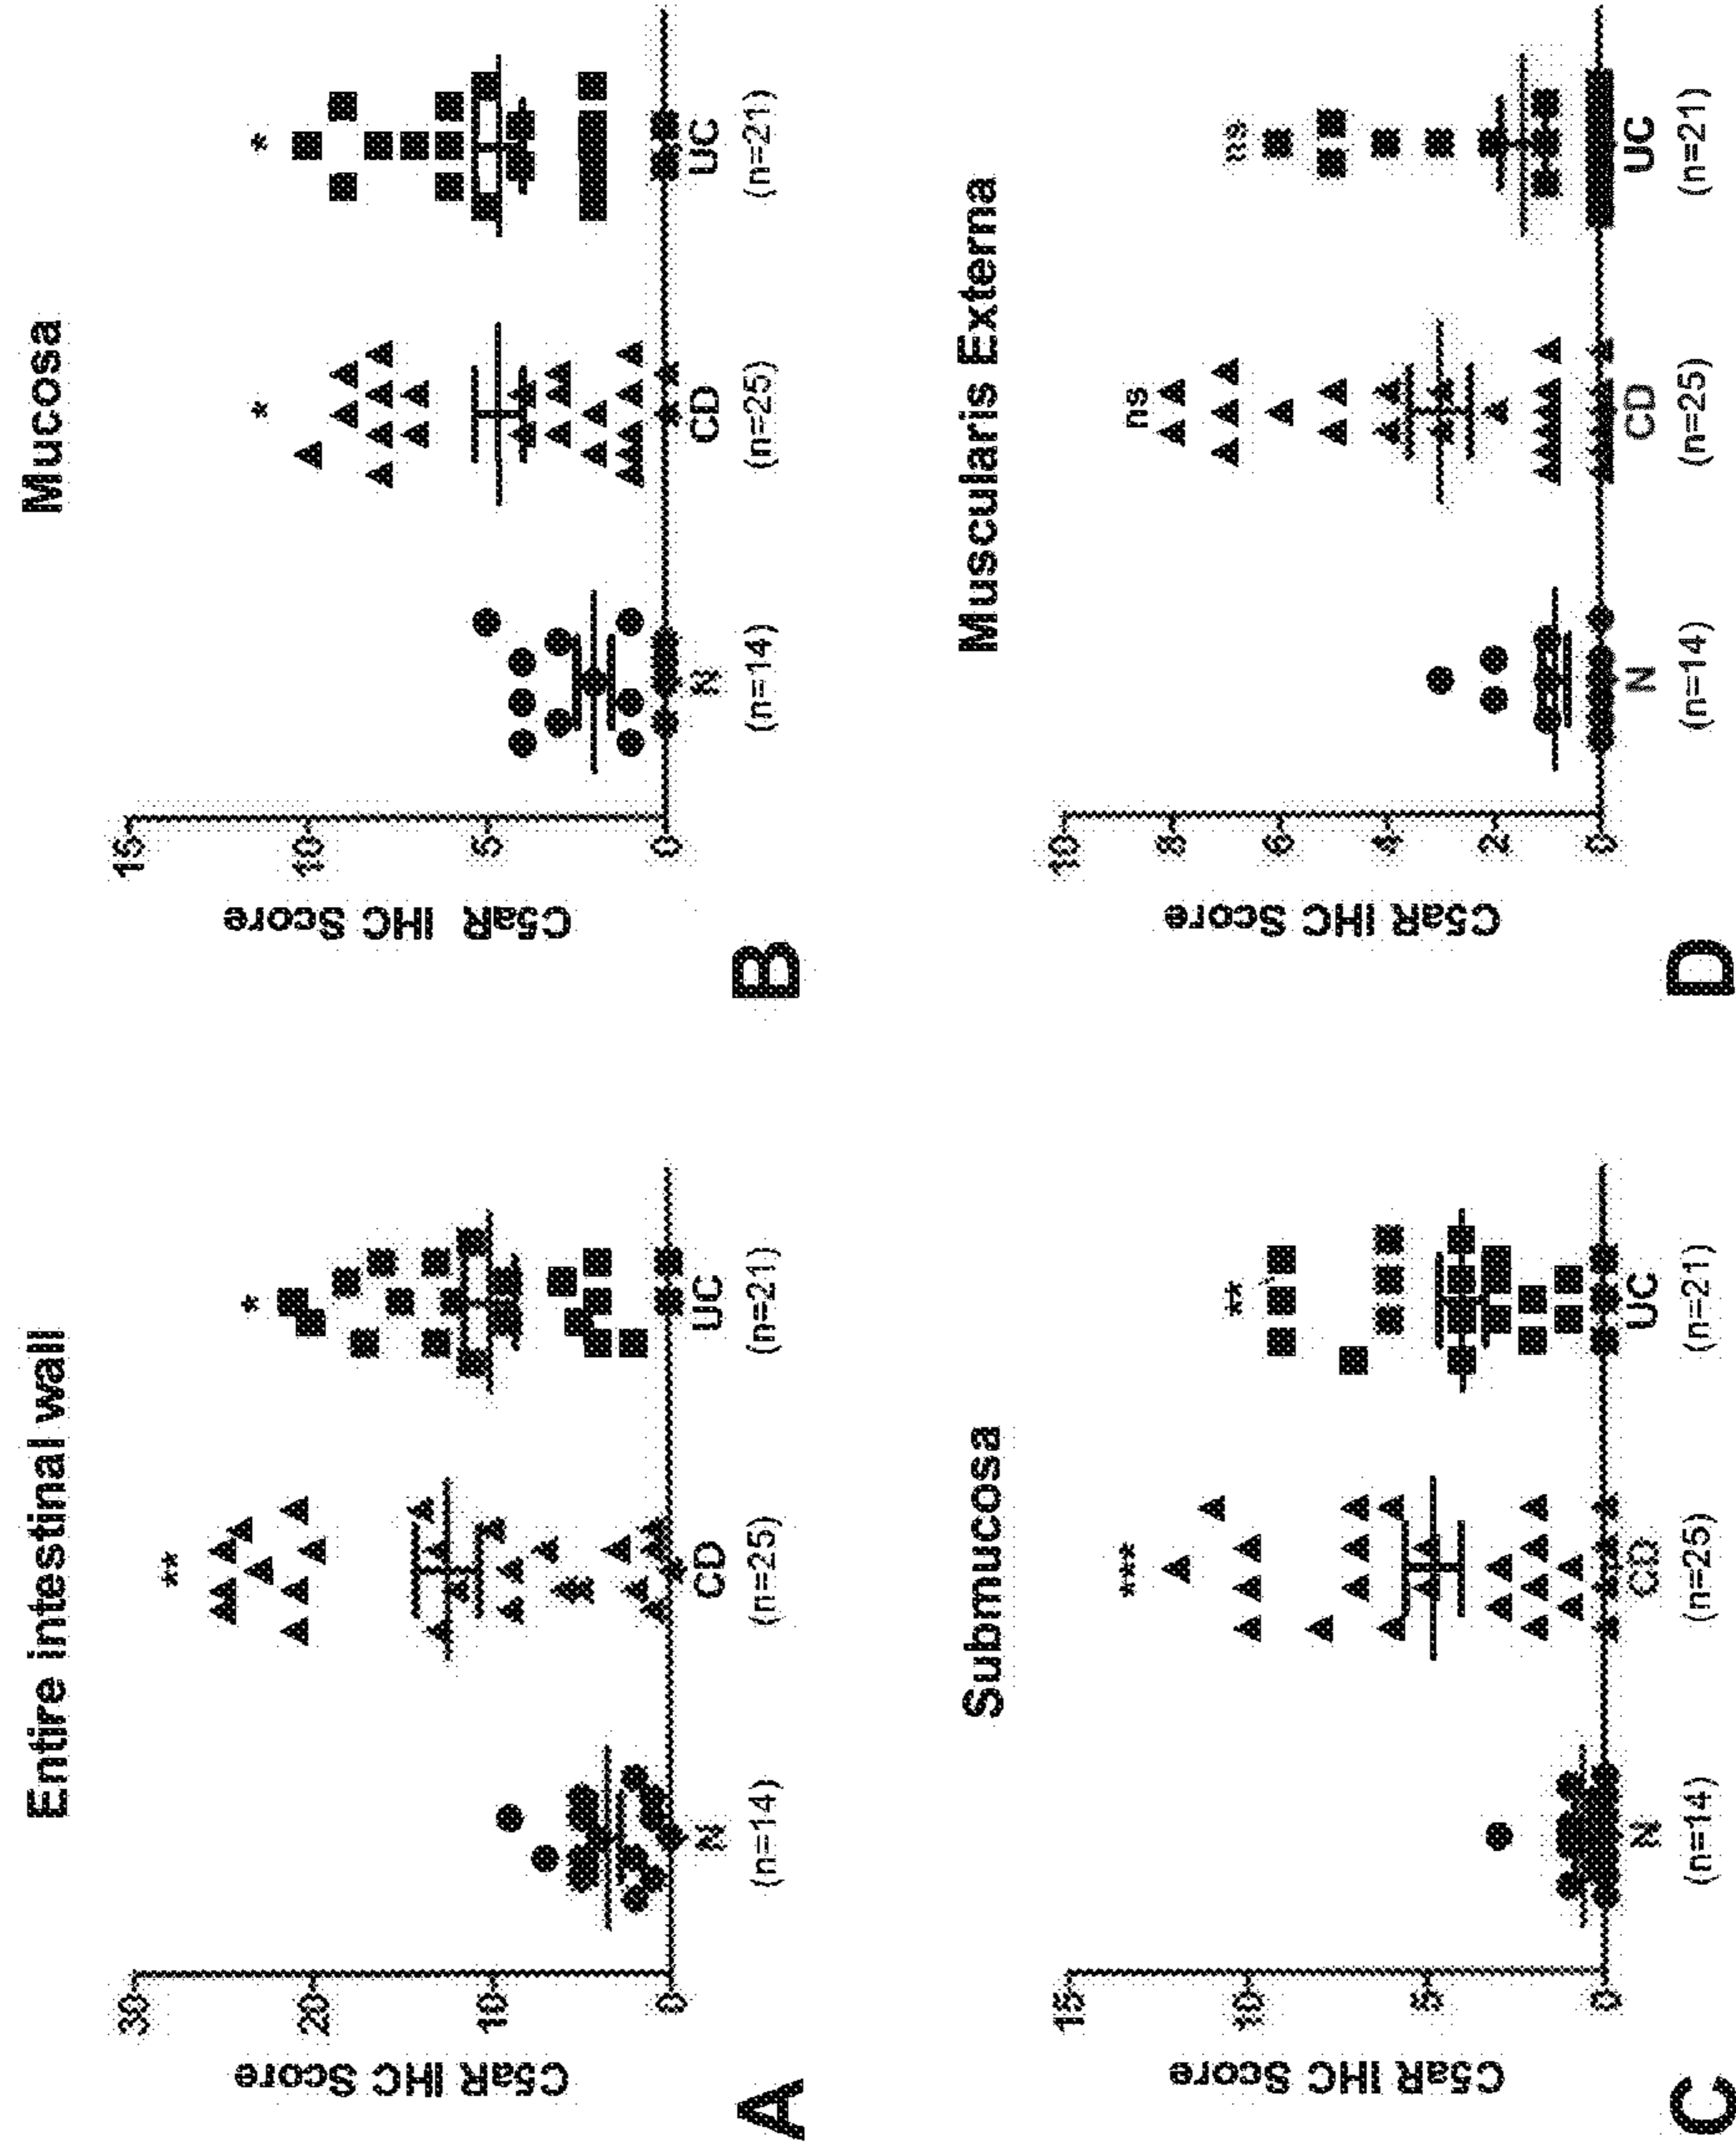 A
Entire intestinal wall
C5aR IHC Score
30
20
10
0
**
*
N
CD
UC
(n=14)
(n=25)
(n=21)
B
Mucosa
C5aR IHC Score
15
10
5
0
*
*
N
CD
UC
(n=14)
(n=25)
(n=21)
C
Submucosa
C5aR IHC Score
15
10
5
0
***
**
N
CD
UC
(n=14)
(n=25)
(n=21)
D
Muscularis Externa
C5aR IHC Score
10
8
6
4
2
0
ns
ns
N
CD
UC
(n=14)
(n=25)
(n=21)